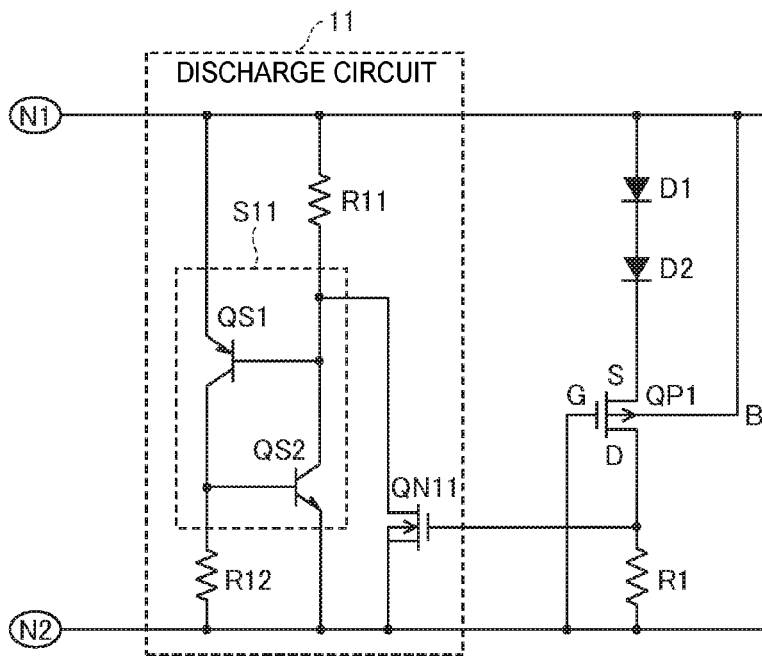 11
DISCHARGE CIRCUIT
N1
R11
D1
S11
D2
QS1
S
G
QP1
B
D
QS2
QN11
R12
R1
N2